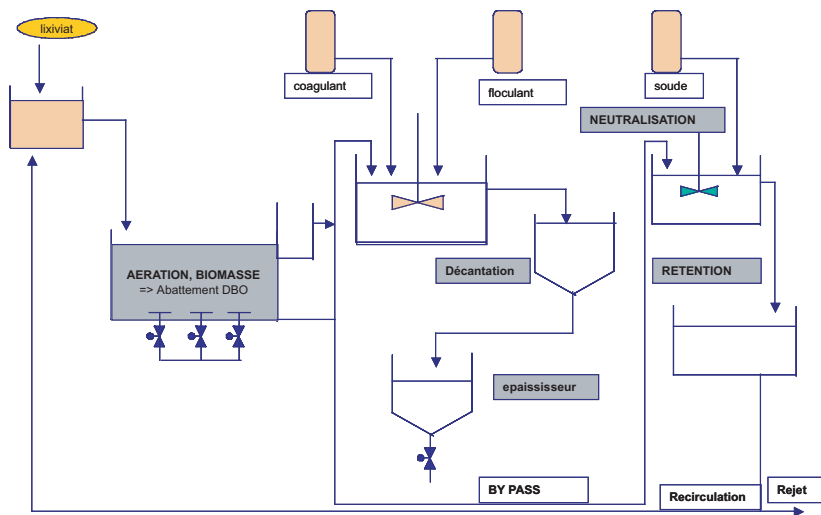 lixiviat
coagulant
floculant
soude
NEUTRALISATION
AERATION, BIOMASSE
=> Abattement DBO
Décantation
RETENTION
epaississeur
BY PASS
Recirculation
Rejet